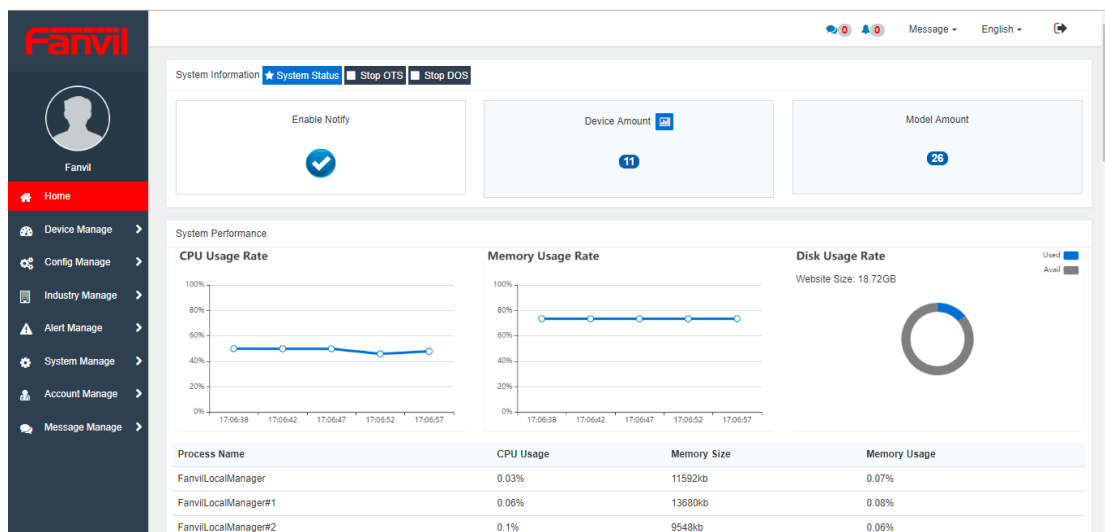 Fanvil
0 0 Message English
System Information System Status Stop OTS Stop DOS
Enable Notify
Device Amount
11
Model Amount
26
Fanvil
Home
Device Manage
Config Manage
Industry Manage
Alert Manage
System Manage
Account Manage
Message Manage
System Performance
CPU Usage Rate
100%
80%
60%
40%
20%
0%
17:06:38 17:06:42 17:06:47 17:06:52 17:06:57
Memory Usage Rate
100%
80%
60%
40%
20%
0%
17:06:38 17:06:42 17:06:47 17:06:52 17:06:57
Disk Usage Rate
Used
Avail
Website Size: 18.72GB
Process Name CPU Usage Memory Size Memory Usage
FanvilLocalManager 0.03% 11592kb 0.07%
FanvilLocalManager#1 0.06% 13680kb 0.08%
FanvilLocalManager#2 0.1% 9548kb 0.06%